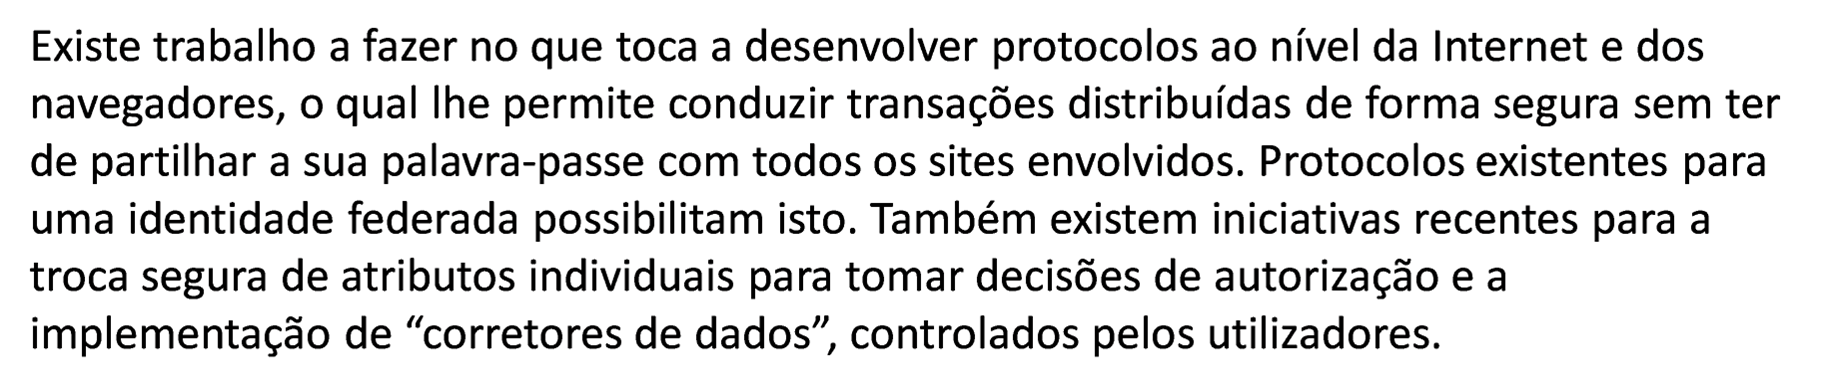 Existe trabalho a fazer no que toca a desenvolver protocolos ao nível da Internet e dos
navegadores, o qual lhe permite conduzir transações distribuídas de forma segura sem ter
de partilhar a sua palavra-passe com todos os sites envolvidos. Protocolos existentes para
uma identidade federada possibilitam isto. Também existem iniciativas recentes para a
troca segura de atributos individuais para tomar decisões de autorização e a
implementação de “corretores de dados”, controlados pelos utilizadores.